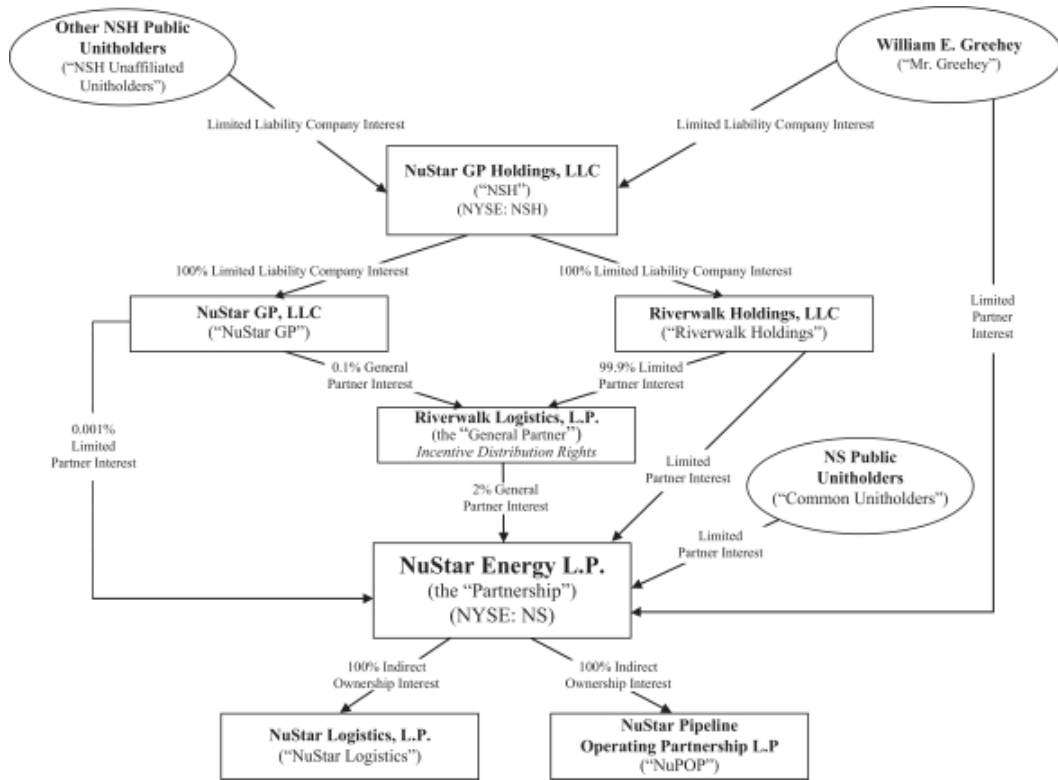 Other NSH Public
Unitholders
(“NSH Unaffiliated
Unitholders”)
William E. Greehey
(“Mr. Greehey”)
Limited Liability Company Interest
Limited Liability Company Interest
NuStar GP Holdings, LLC
(“NSH”)
(NYSE: NSH)
100% Limited Liability Company Interest
100% Limited Liability Company Interest
NuStar GP, LLC
(“NuStar GP”)
Riverwalk Holdings, LLC
(“Riverwalk Holdings”)
Limited
Partner
Interest
0.1% General
Partner Interest
99.9% Limited
Partner Interest
Riverwalk Logistics, L.P.
(the “General Partner”)
Incentive Distribution Rights
0.001%
Limited
Partner Interest
Limited
Partner Interest
NS Public
Unitholders
(“Common Unitholders”)
2% General
Partner Interest
Limited
Partner Interest
NuStar Energy L.P.
(the “Partnership”)
(NYSE: NS)
100% Indirect
Ownership Interest
100% Indirect
Ownership Interest
NuStar Logistics, L.P.
(“NuStar Logistics”)
NuStar Pipeline
Operating Partnership L.P
(“NuPOP”)